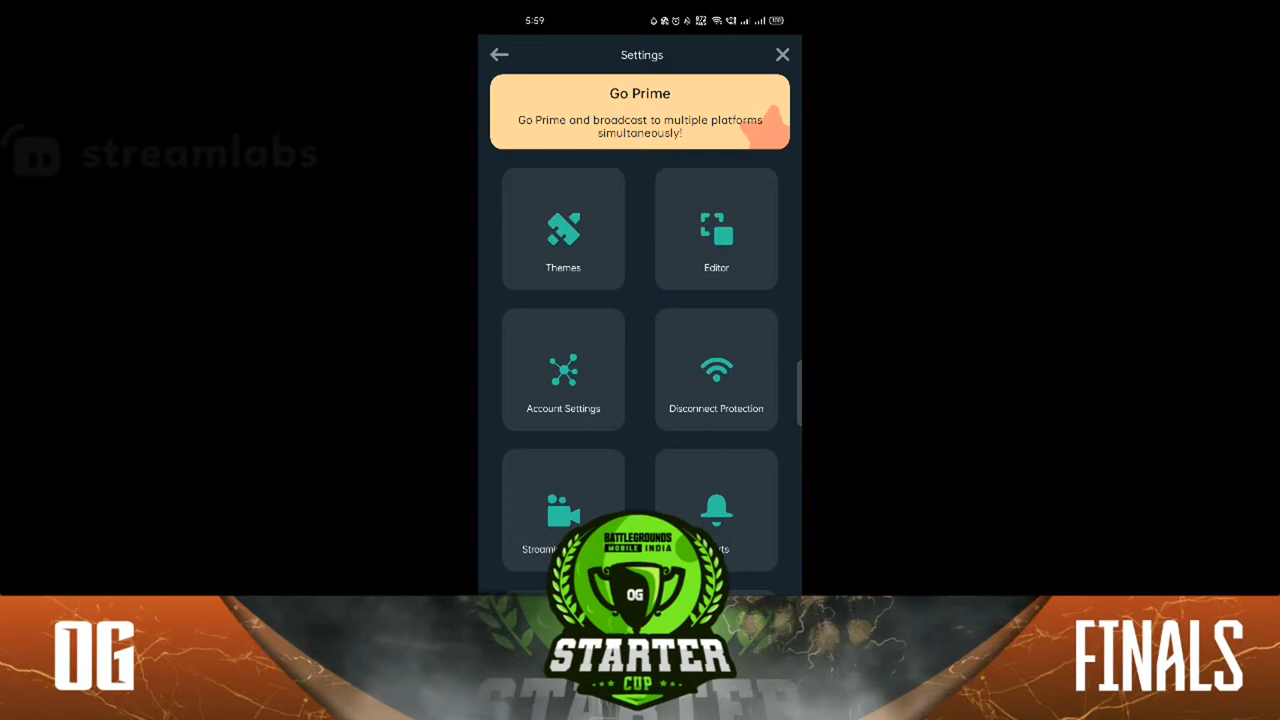 5:59
Settings
Go Prime
Go Prime and broadcast to multiple platforms
simultaneously!
streamlabs
Themes
Editor
Account Settings
Disconnect Protection
BATTLEGROUNDS
MOBILE INDIA
OG
OG
STARTER
CUP
FINALS